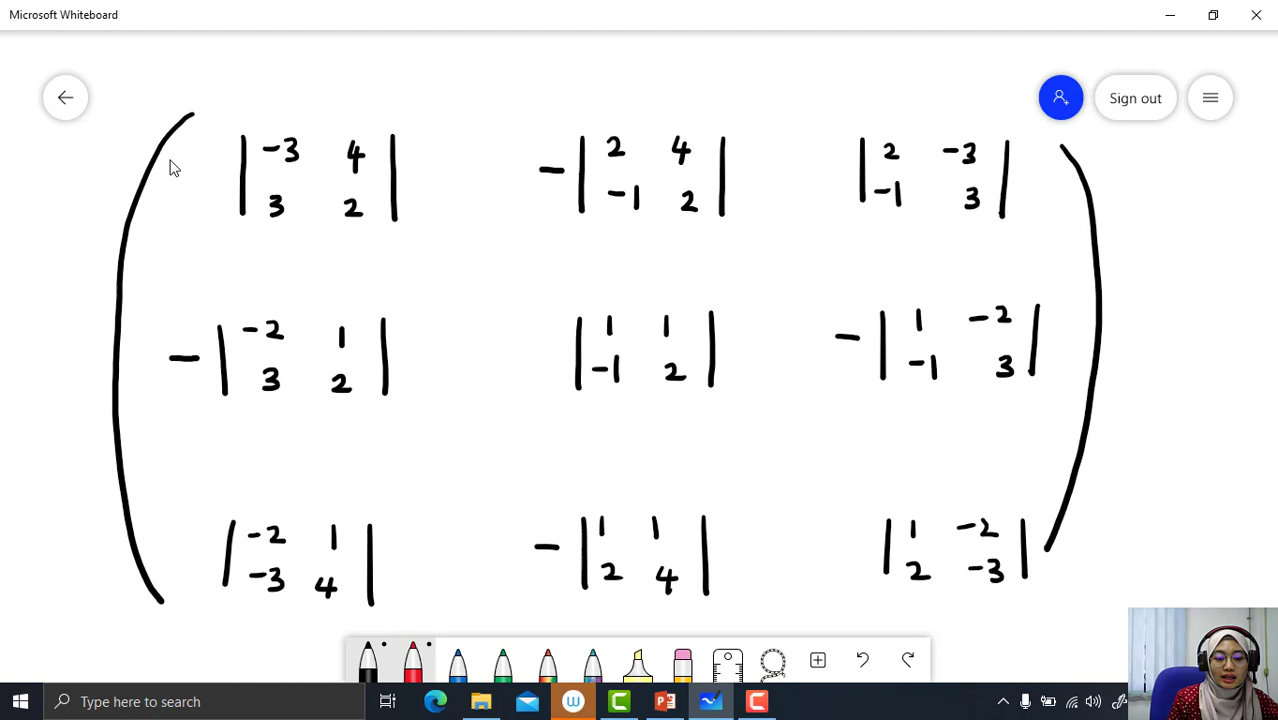 Microsoft Whiteboard
Sign out
| -3 4 | - | 2 4 | | 2 -3 |
| 3 2 | | -1 2 | | -1 3 |
- | -2 1 | | 1 1 | - | 1 -2 |
| 3 2 | | -1 2 | | -1 3 |
| -2 1 | - | 1 1 | | 1 -2 |
| -3 4 | | 2 4 | | 2 -3 |
Type here to search